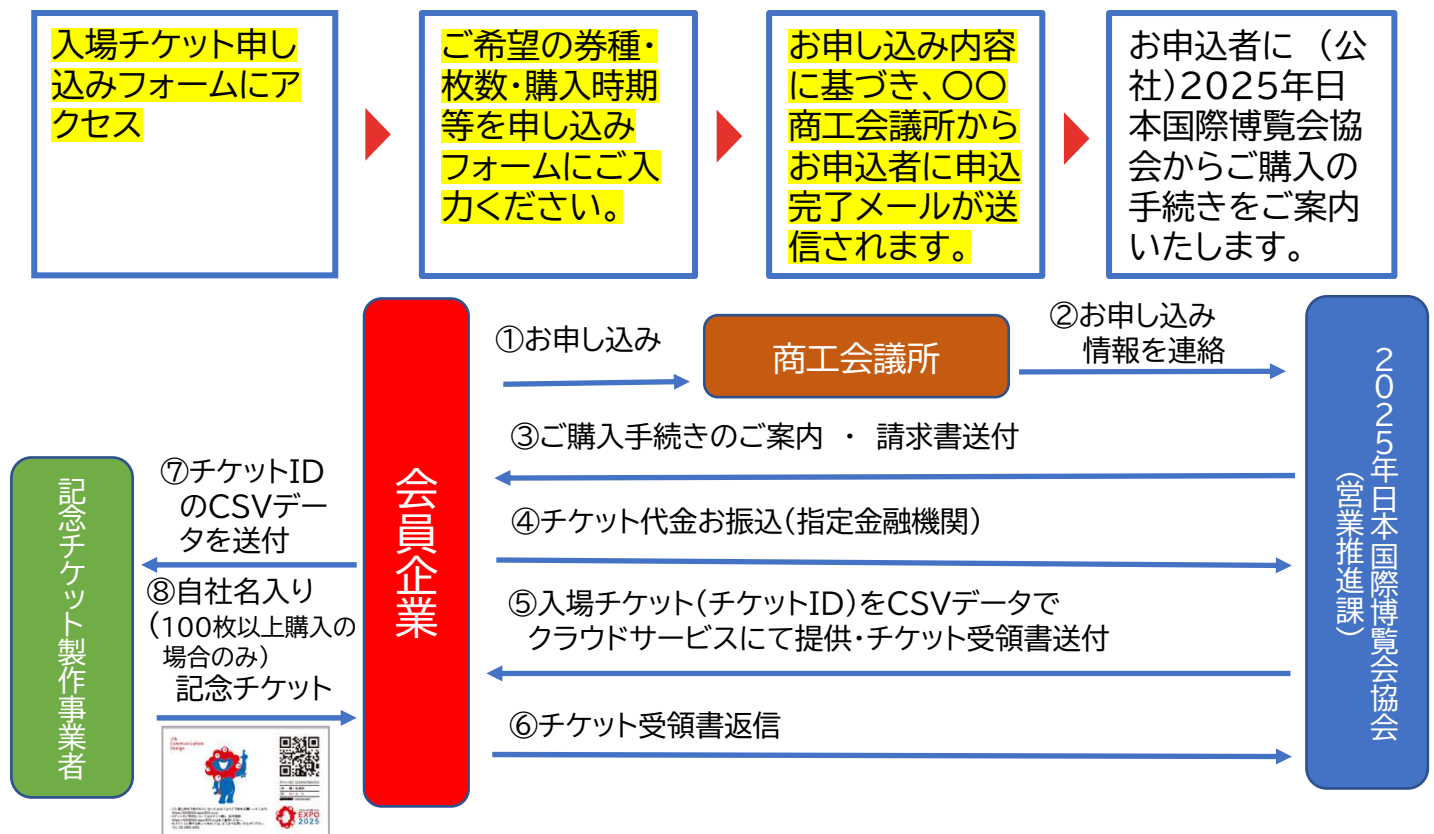 入場チケット申し
込みフォームにア
クセス
ご希望の券種・
枚数・購入時期
等を申し込み
フォームにご入
力ください。
お申し込み内容
に基づき、〇〇
商工会議所から
お申込者に申込
完了メールが送
信されます。
お申込者に （公
社）2025年日
本国際博覧会協
会からご購入の
手続きをご案内
いたします。
①お申し込み
商工会議所
②お申し込み
情報を連絡
2025年日本国際博覧会協会
（営業推進課）
③ご購入手続きのご案内 ・ 請求書送付
会員企業
④チケット代金お振込（指定金融機関）
⑤入場チケット（チケットID）をCSVデータで
クラウドサービスにて提供・チケット受領書送付
⑥チケット受領書返信
⑦チケットID
のCSVデー
タを送付
記念チケット製作事業者
⑧自社名入り
（100枚以上購入の
場合のみ）
記念チケット
Communication
Design
EXPO
2025